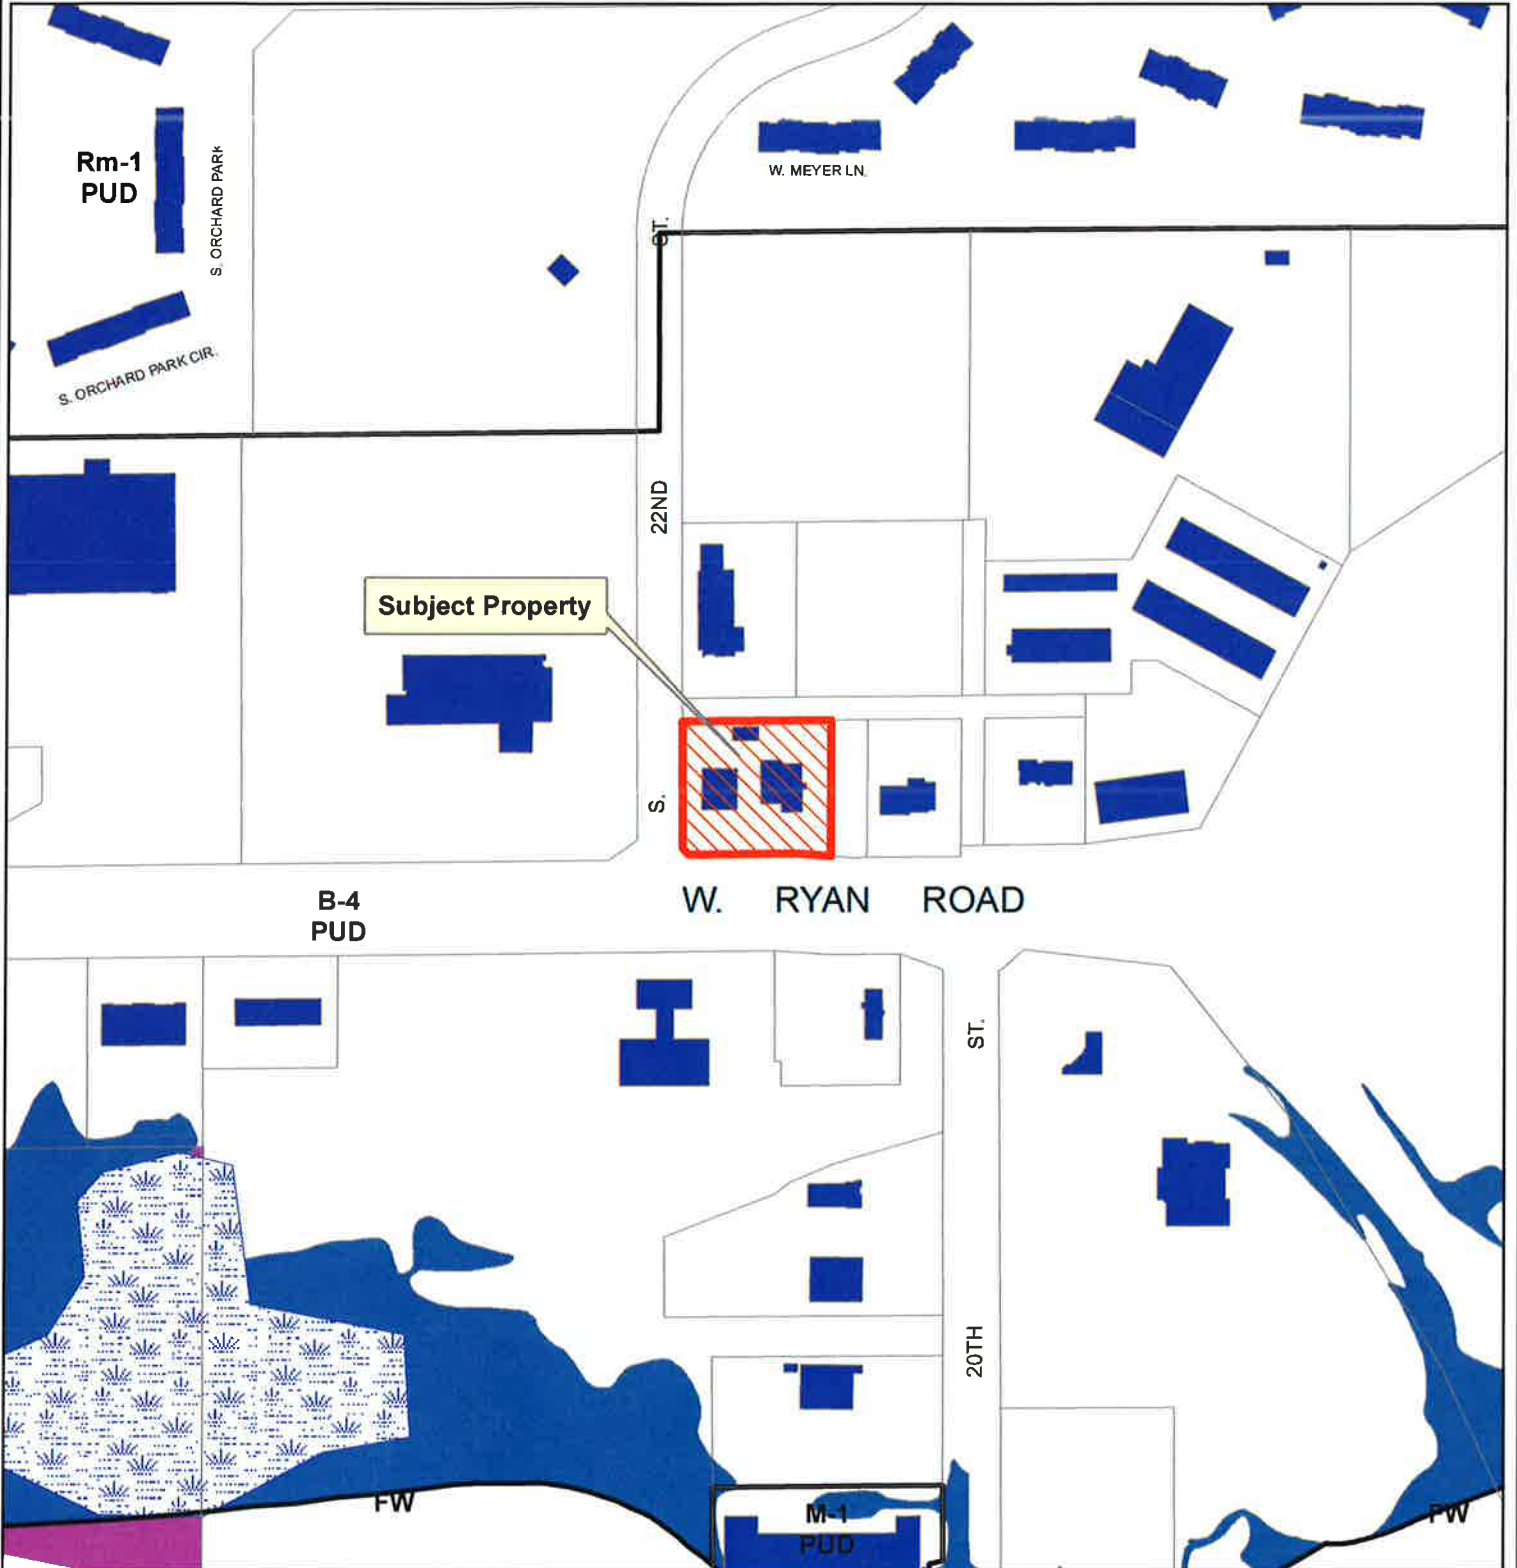 Rm-1
PUD
S. ORCHARD PARK
S. ORCHARD PARK CIR.
W. MEYER LN.
ST.
22ND
S.
Subject Property
B-4
PUD
W. RYAN ROAD
ST.
20TH
FW
M-1
PUD
FW